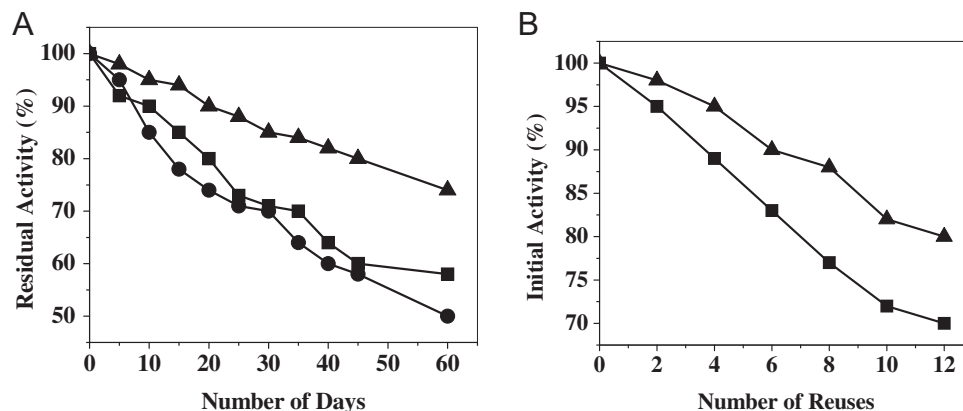 A
Residual Activity (%)
100
90
80
70
60
50
0 10 20 30 40 50 60
Number of Days
B
Initial Activity (%)
100
95
90
85
80
75
70
0 2 4 6 8 10 12
Number of Reuses